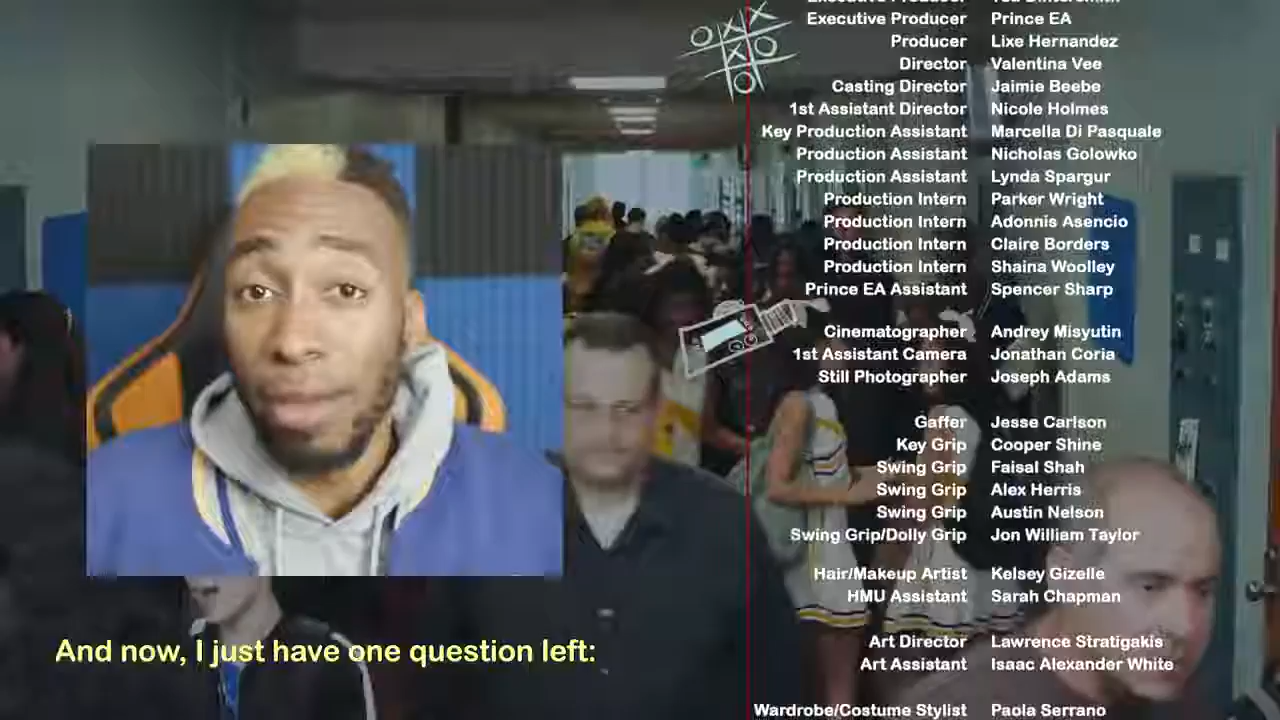 Executive Producer
Executive Producer Prince EA
Producer Lixe Hernandez
Director Valentina Vee
Casting Director Jaimie Beebe
1st Assistant Director Nicole Holmes
Key Production Assistant Marcella Di Pasquale
Production Assistant Nicholas Golowko
Production Assistant Lynda Spargur
Production Intern Parker Wright
Production Intern Adonnis Asencio
Production Intern Claire Borders
Production Intern Shaina Woolley
Prince EA Assistant Spencer Sharp
Cinematographer Andrey Misyutin
1st Assistant Camera Jonathan Coria
Still Photographer Joseph Adams
Gaffer Jesse Carlson
Key Grip Cooper Shine
Swing Grip Faisal Shah
Swing Grip Alex Herris
Swing Grip Austin Nelson
Swing Grip/Dolly Grip Jon William Taylor
Hair/Makeup Artist Kelsey Gizelle
HMU Assistant Sarah Chapman
Art Director Lawrence Stratigakis
Art Assistant Isaac Alexander White
Wardrobe/Costume Stylist Paola Serrano
And now, I just have one question left: